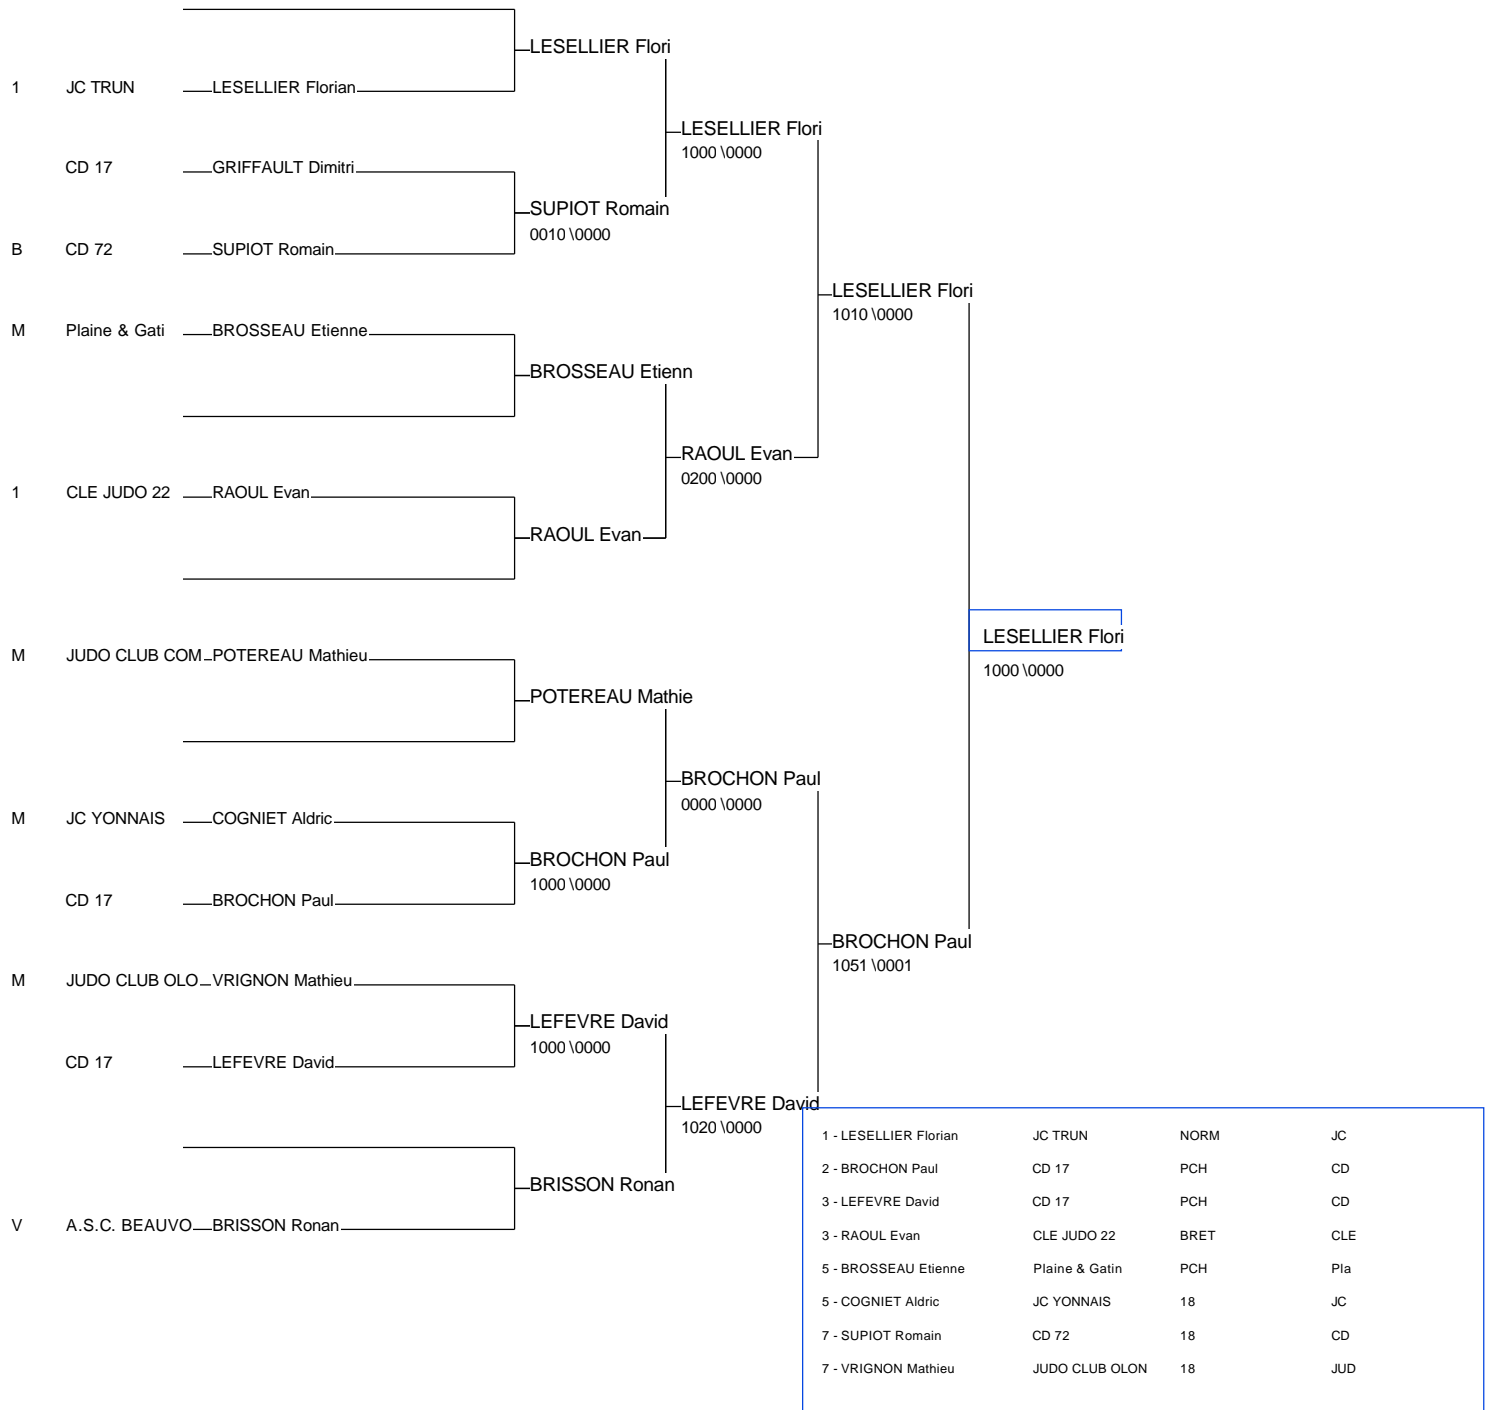 LESELLIER Flori
1 JC TRUN LESELLIER Florian
LESELLIER Flori
1000 \0000
CD 17 GRIFFAULT Dimitri
SUPIOT Romain
0010 \0000
B CD 72 SUPIOT Romain
LESELLIER Flori
1010 \0000
M Plaine & Gati BROSSEAU Etienne
BROSSEAU Etienn
RAOUL Evan
0200 \0000
1 CLE JUDO 22 RAOUL Evan
RAOUL Evan
LESELLIER Flori
1000 \0000
M JUDO CLUB COM POTEREAU Mathieu
POTEREAU Mathie
BROCHON Paul
0000 \0000
M JC YONNAIS COGNIET Aldric
BROCHON Paul
1000 \0000
CD 17 BROCHON Paul
BROCHON Paul
1051 \0001
M JUDO CLUB OLO VRIGNON Mathieu
LEFEVRE David
1000 \0000
CD 17 LEFEVRE David
LEFEVRE David
1020 \0000
BRISSON Ronan
V A.S.C. BEAUVO BRISSON Ronan
1 - LESELLIER Florian JC TRUN NORM JC
2 - BROCHON Paul CD 17 PCH CD
3 - LEFEVRE David CD 17 PCH CD
3 - RAOUL Evan CLE JUDO 22 BRET CLE
5 - BROSSEAU Etienne Plaine & Gatin PCH Pla
5 - COGNIET Aldric JC YONNAIS 18 JC
7 - SUPIOT Romain CD 72 18 CD
7 - VRIGNON Mathieu JUDO CLUB OLON 18 JUD